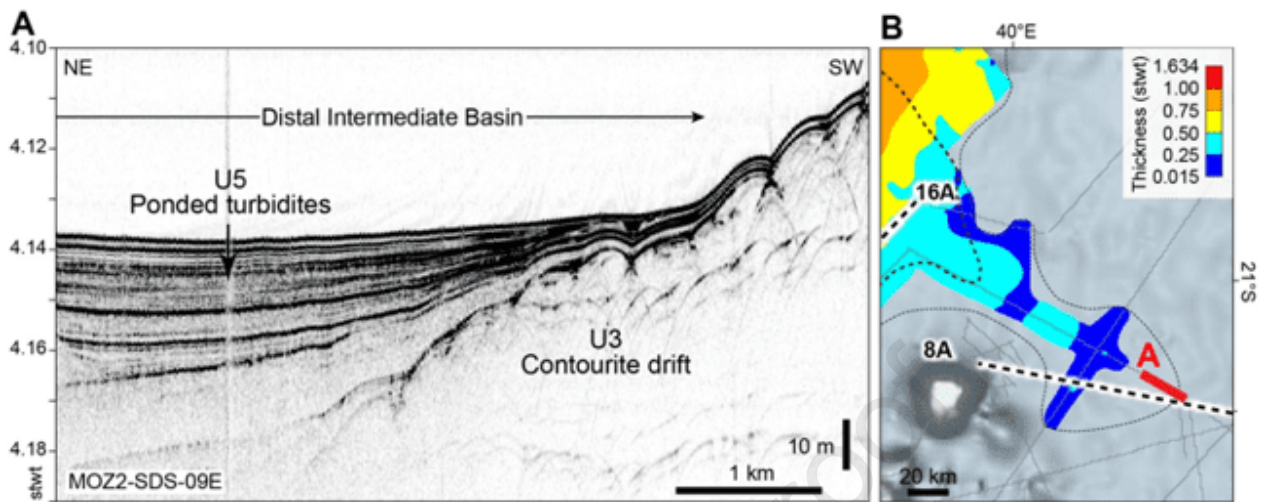 A
4.10
4.12
4.14
4.16
4.18
stwt
NE
SW
Distal Intermediate Basin
U5
Ponded turbidites
U3
Contourite drift
10 m
1 km
MOZ2-SDS-09E
B
40°E
Thickness (stwt)
1.634
1.00
0.75
0.50
0.25
0.015
16A
21°S
8A
A
20 km